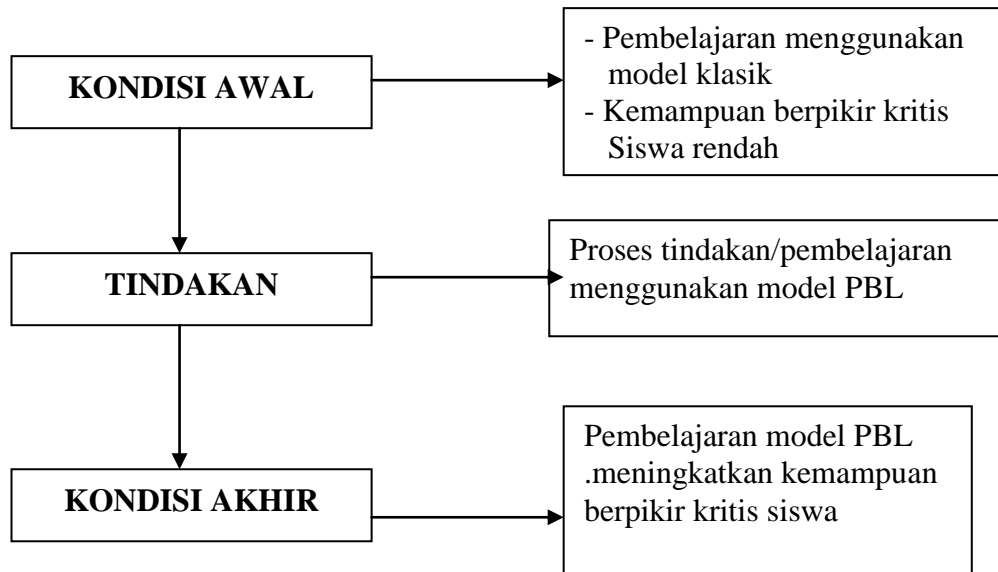 KONDISI AWAL
- Pembelajaran menggunakan
model klasik
- Kemampuan berpikir kritis
Siswa rendah
TINDAKAN
Proses tindakan/pembelajaran
menggunakan model PBL
KONDISI AKHIR
Pembelajaran model PBL
.meningkatkan kemampuan
berpikir kritis siswa